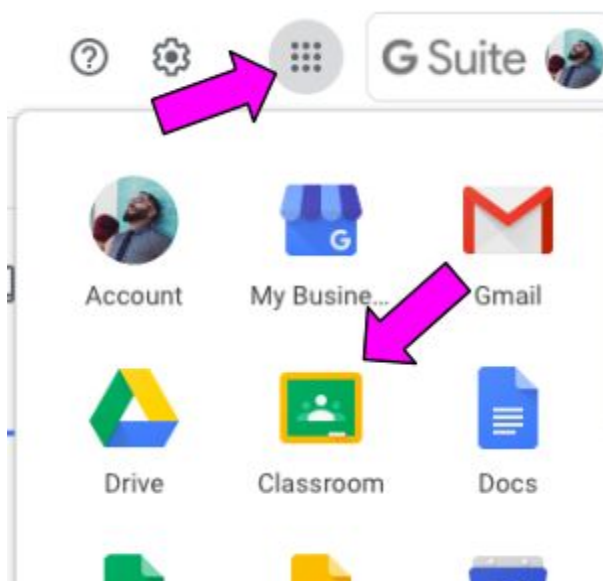 G Suite
Account
My Busine...
Gmail
Drive
Classroom
Docs